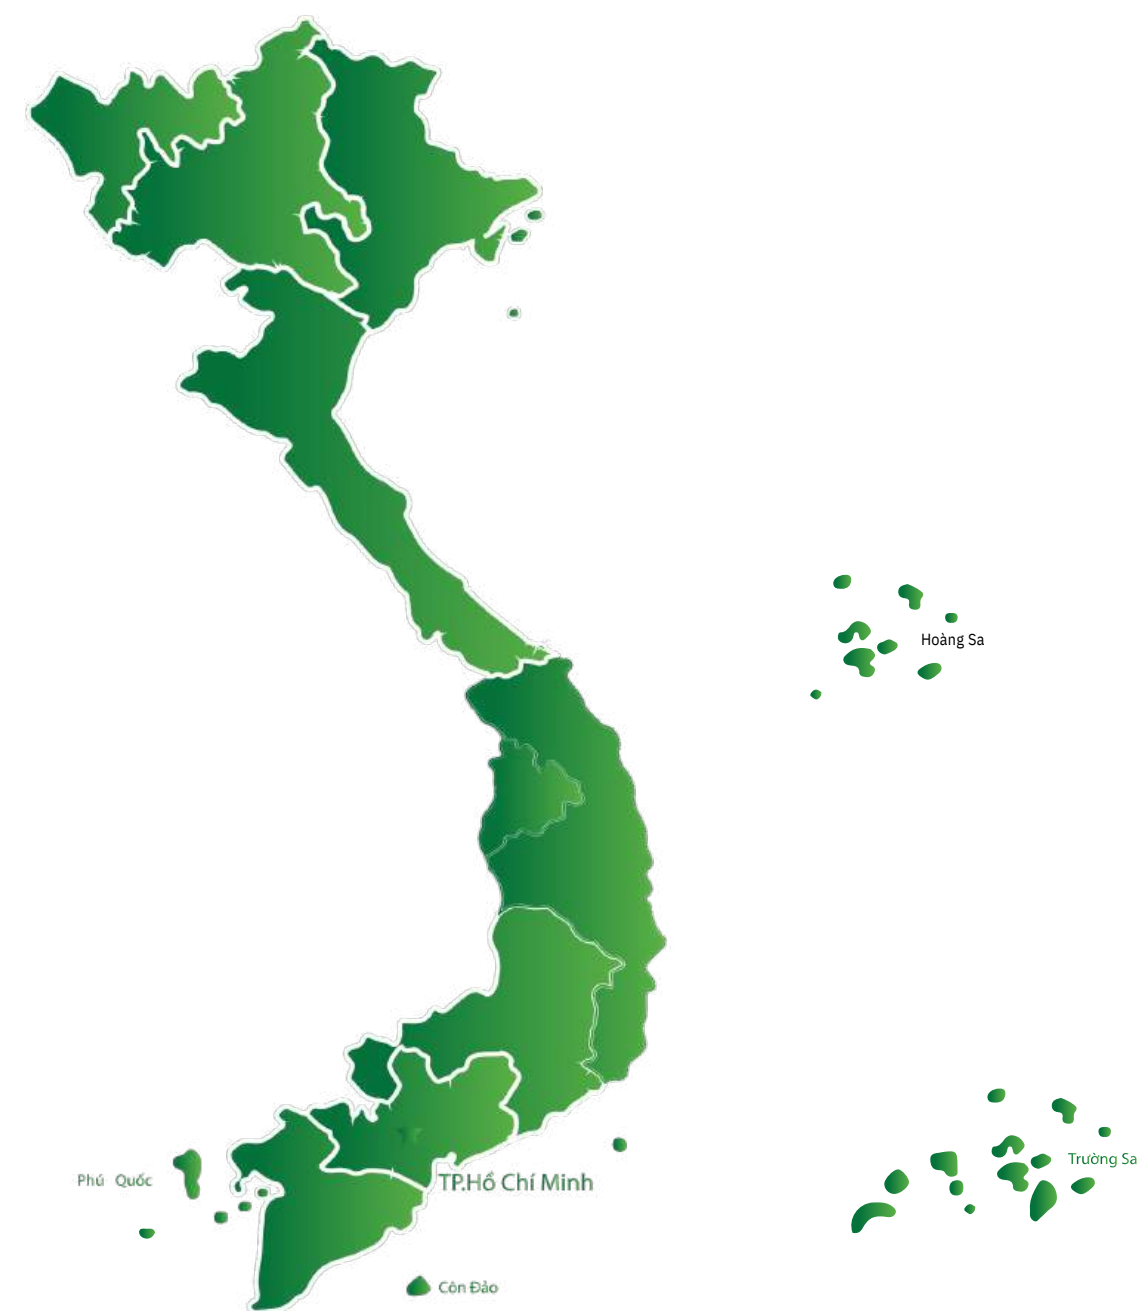 Hoàng Sa
Trường Sa
Phú Quốc
TP.Hồ Chí Minh
Côn Đảo